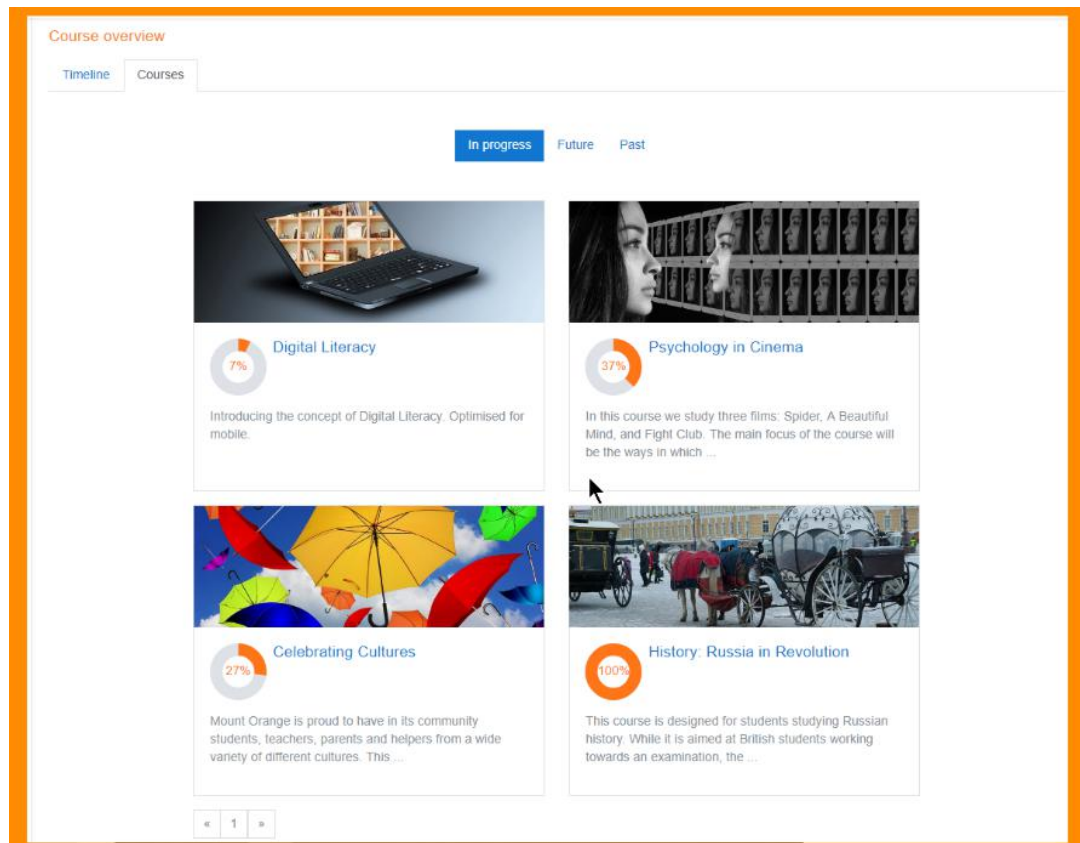 Course overview
Timeline Courses
In progress Future Past
7%
Digital Literacy
Introducing the concept of Digital Literacy. Optimised for
mobile.
37%
Psychology in Cinema
In this course we study three films: Spider, A Beautiful
Mind, and Fight Club. The main focus of the course will
be the ways in which ...
27%
Celebrating Cultures
Mount Orange is proud to have in its community
students, teachers, parents and helpers from a wide
variety of different cultures. This ...
100%
History: Russia in Revolution
This course is designed for students studying Russian
history. While it is aimed at British students working
towards an examination, the ...
« 1 »